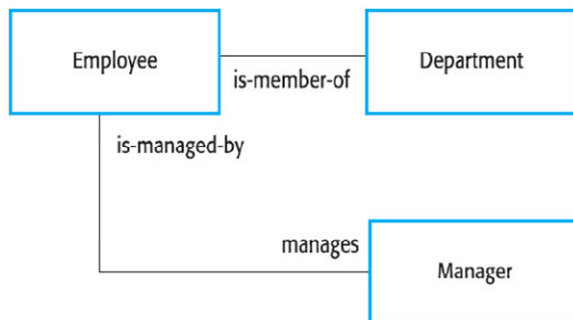 Employee
Department
is-member-of
is-managed-by
manages
Manager